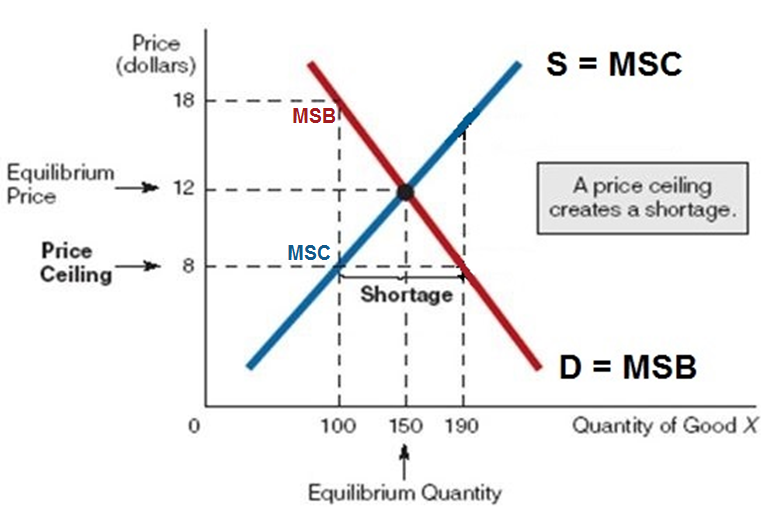 Price
(dollars)
S = MSC
18
MSB
Equilibrium
Price
12
A price ceiling
creates a shortage.
Price
Ceiling
8
MSC
Shortage
D = MSB
0
100
150
190
Quantity of Good X
Equilibrium Quantity